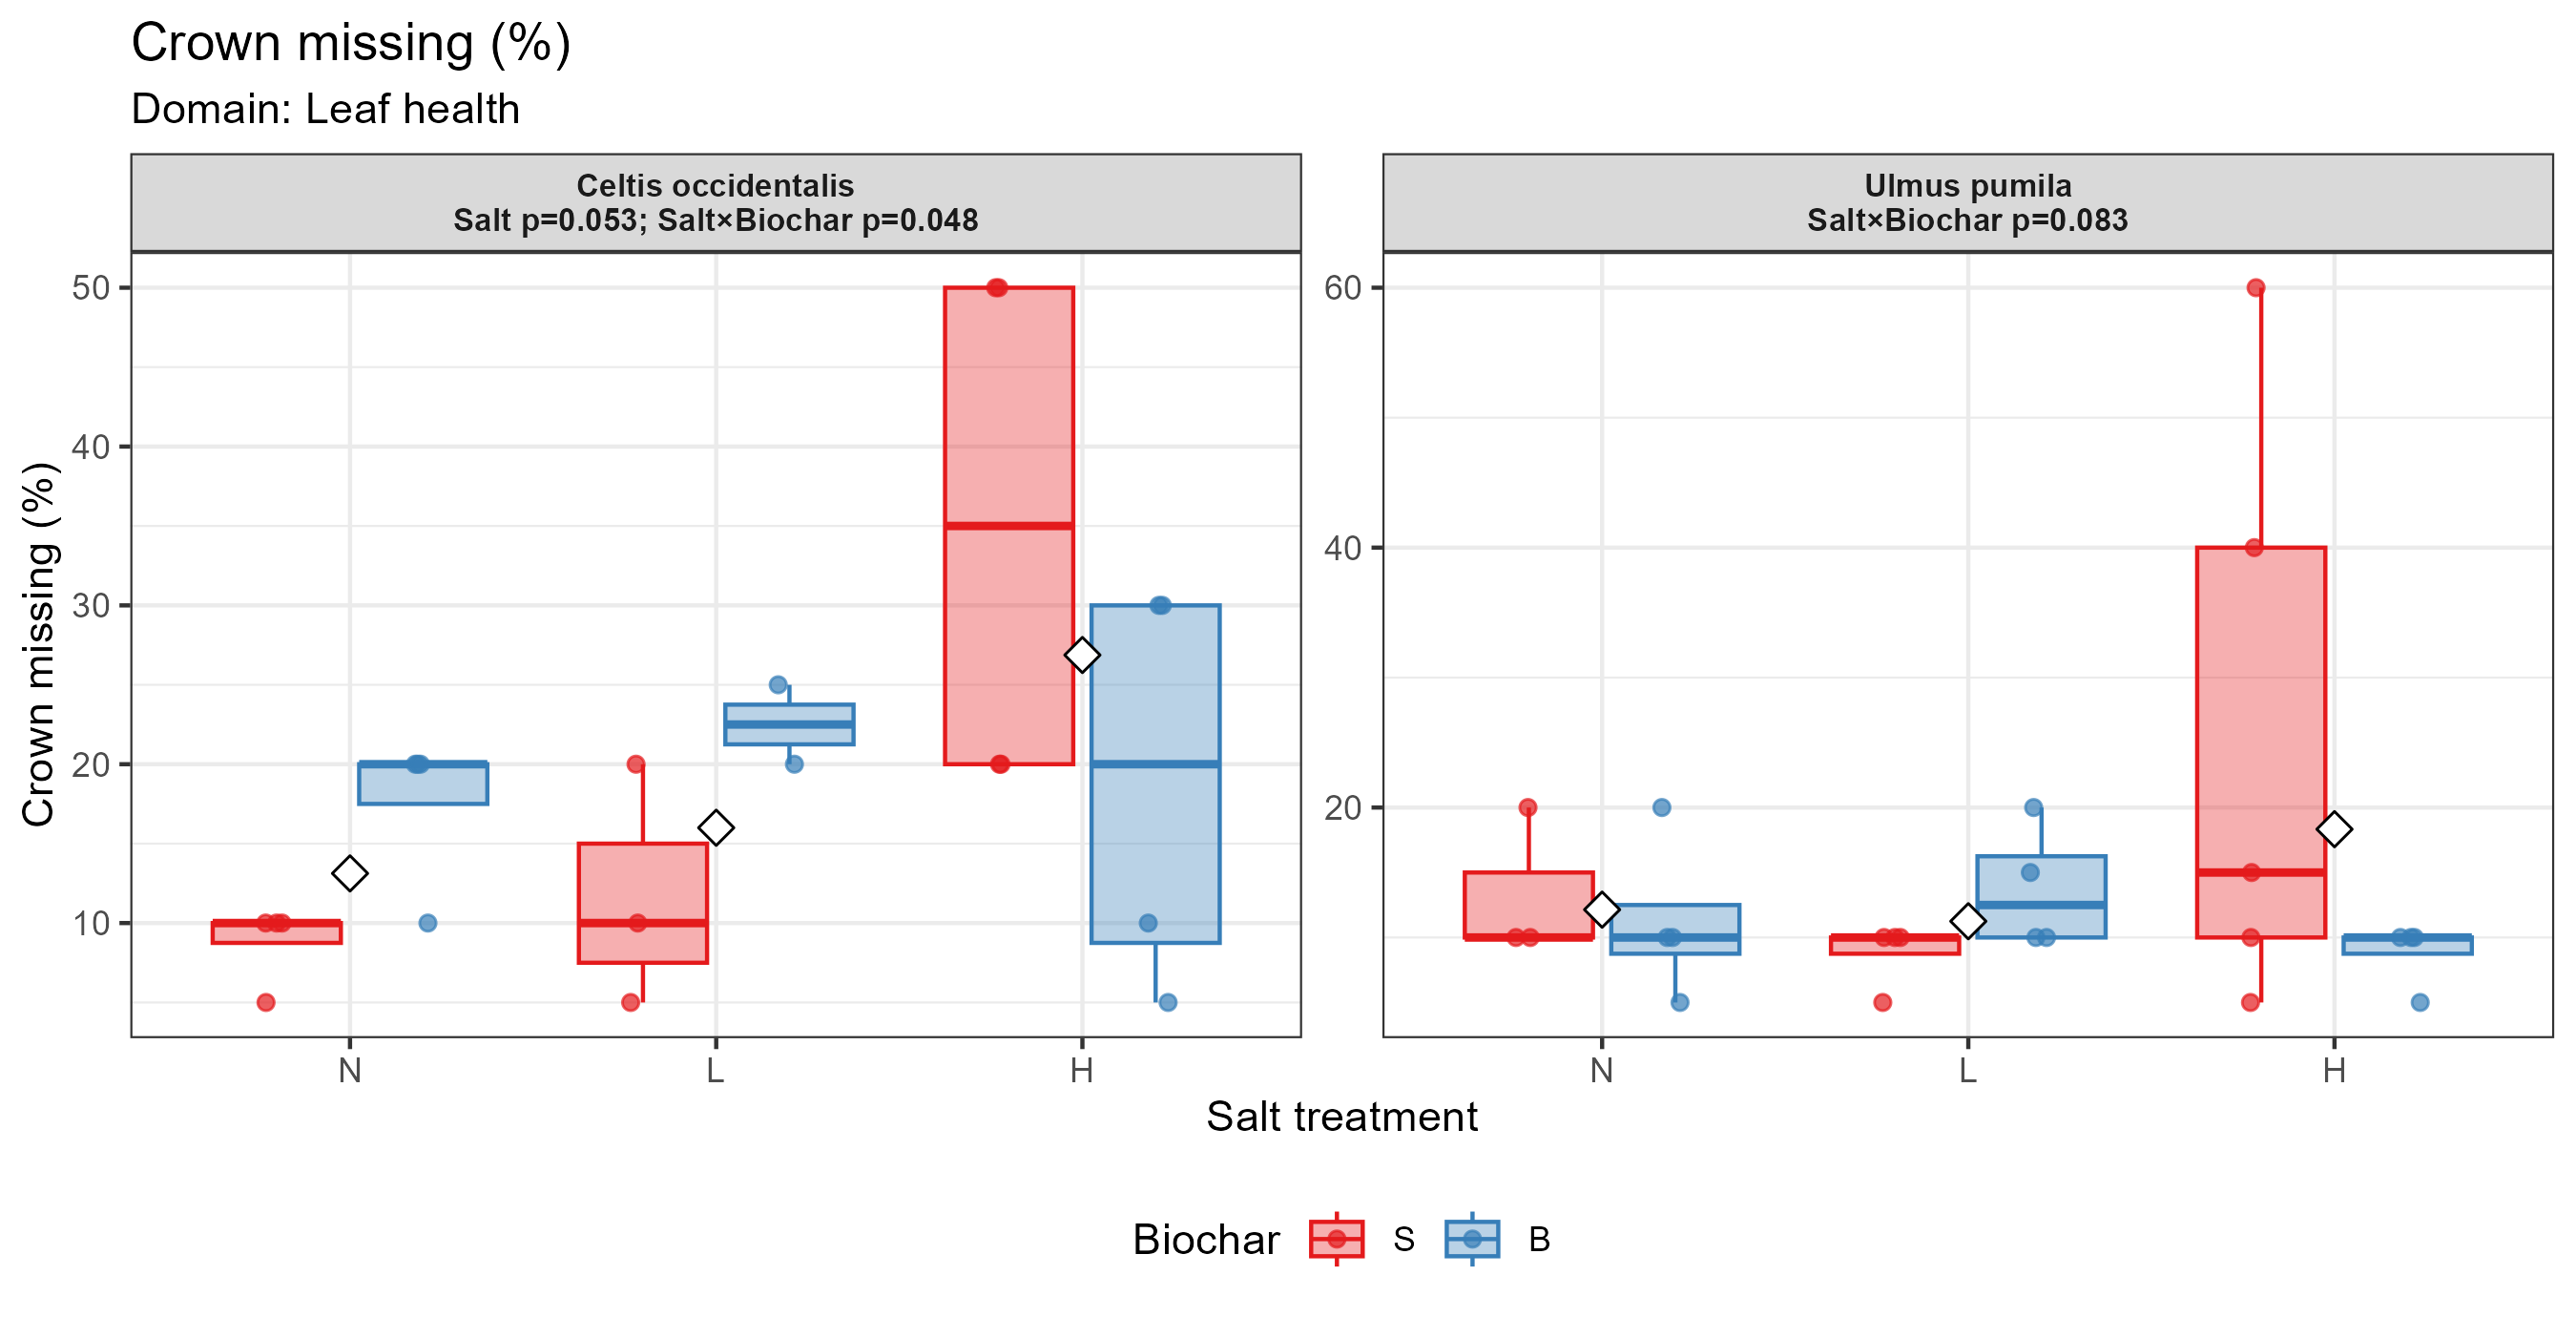 Crown missing (%)
Domain: Leaf health
Celtis occidentalis
Salt p=0.053; Salt×Biochar p=0.048
Ulmus pumila
Salt×Biochar p=0.083
Crown missing (%)
50
40
30
20
10
60
40
20
N
L
H
N
L
H
Salt treatment
Biochar
S
B